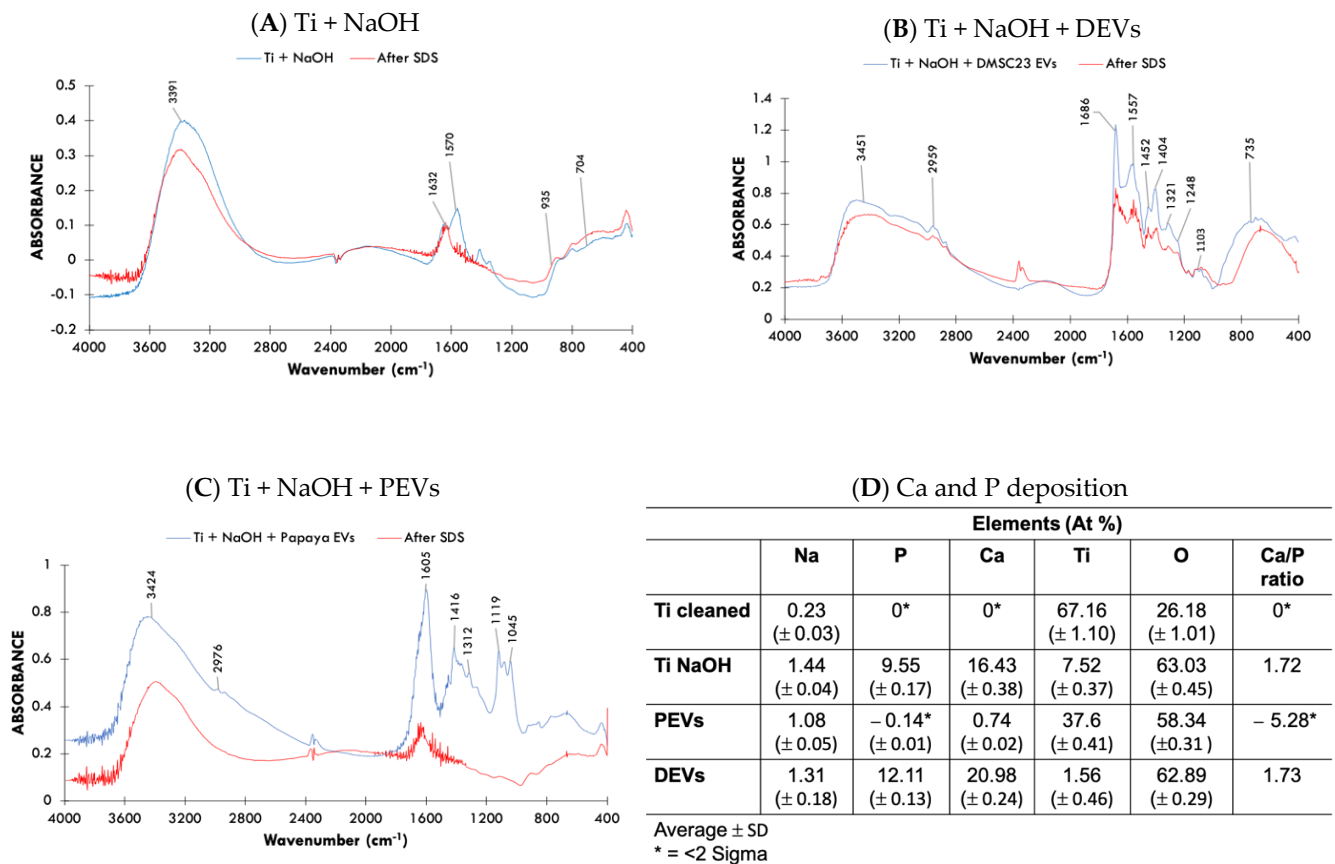 (A) Ti + NaOH
Ti + NaOH After SDS
0.5
0.4
0.3
0.2
0.1
0
-0.1
-0.2
ABSORBANCE
3391
1632
1570
935
704
4000 3600 3200 2800 2400 2000 1600 1200 800 400
Wavenumber (cm-1)
(B) Ti + NaOH + DEVs
Ti + NaOH + DMSC23 EVs After SDS
1.4
1.2
1
0.8
0.6
0.4
0.2
0
ABSORBANCE
3451
2959
1686
1557
1452
1404
1321
1248
1103
735
4000 3600 3200 2800 2400 2000 1600 1200 800 400
Wavenumber (cm-1)
(C) Ti + NaOH + PEVs
Ti + NaOH + Papaya EVs After SDS
1
0.8
0.6
0.4
0.2
0
ABSORBANCE
3424
2976
1605
1416
1312
1119
1045
4000 3600 3200 2800 2400 2000 1600 1200 800 400
Wavenumber (cm-1)
(D) Ca and P deposition
Elements (At %)
Na P Ca Ti O Ca/P ratio
Ti cleaned 0.23 (± 0.03) 0* 0* 67.16 (± 1.10) 26.18 (± 1.01) 0*
Ti NaOH 1.44 (± 0.04) 9.55 (± 0.17) 16.43 (± 0.38) 7.52 (± 0.37) 63.03 (± 0.45) 1.72
PEVs 1.08 (± 0.05) – 0.14* (± 0.01) 0.74 (± 0.02) 37.6 (± 0.41) 58.34 (±0.31 ) – 5.28*
DEVs 1.31 (± 0.18) 12.11 (± 0.13) 20.98 (± 0.24) 1.56 (± 0.46) 62.89 (± 0.29) 1.73
Average ± SD
* = <2 Sigma